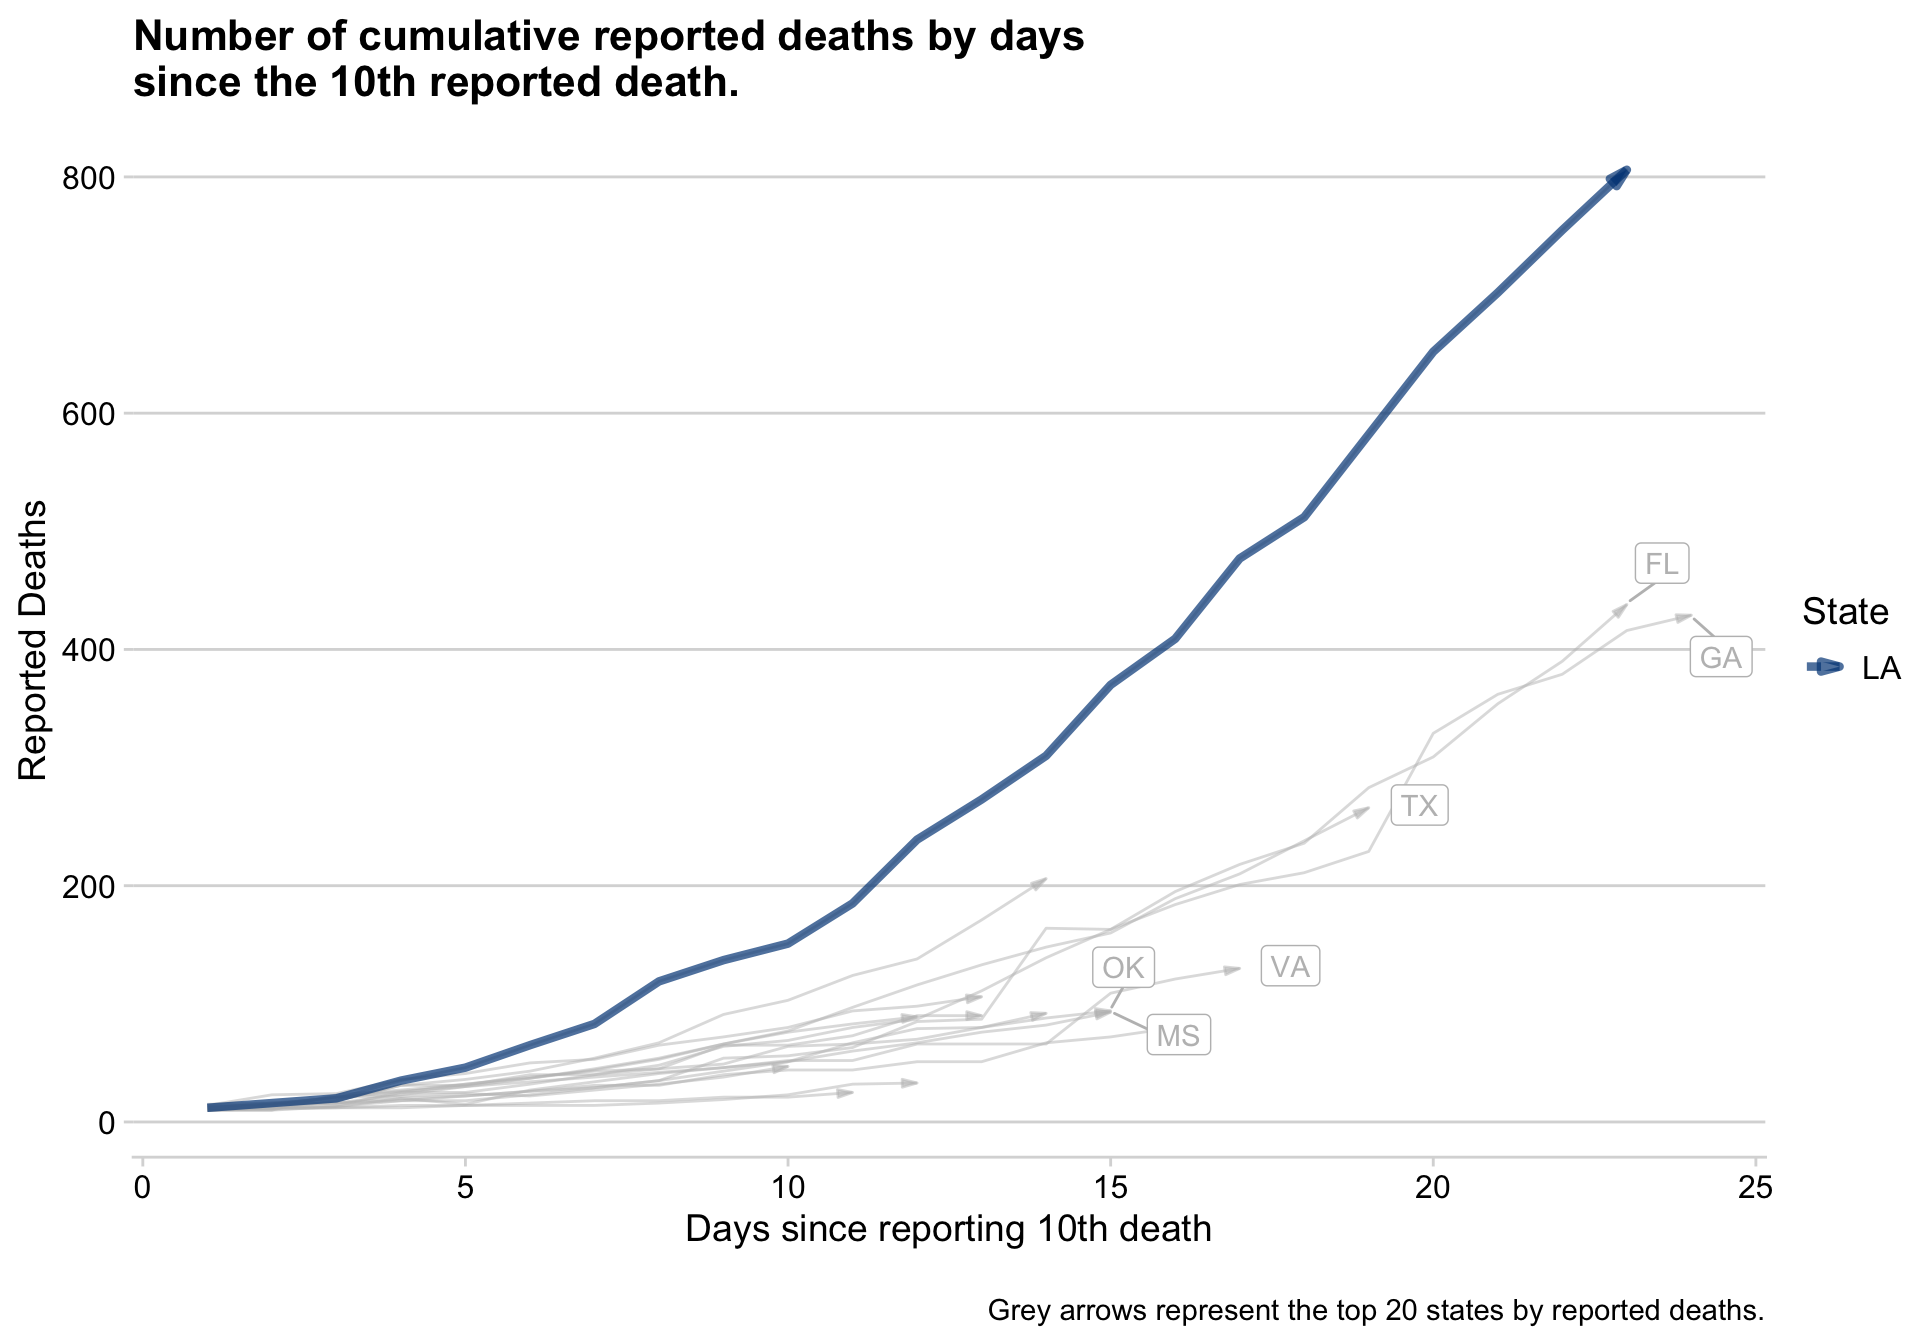 Number of cumulative reported deaths by days
since the 10th reported death.
800
600
400
200
0
Reported Deaths
FL
GA
TX
OK
VA
MS
State
LA
0 5 10 15 20 25
Days since reporting 10th death
Grey arrows represent the top 20 states by reported deaths.